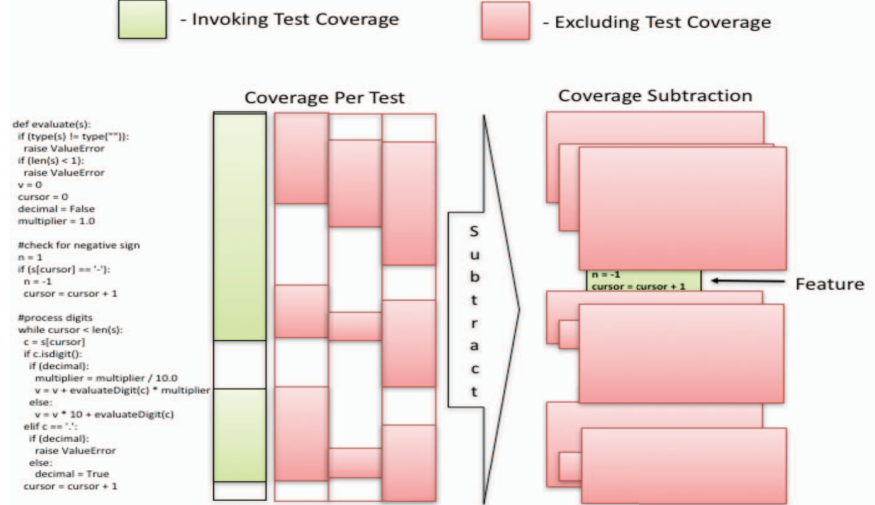 - Invoking Test Coverage
- Excluding Test Coverage
Coverage Per Test
Coverage Subtraction
def evaluate(s):
if (type(s) != type("")):
raise ValueError
if (len(s) < 1):
raise ValueError
v = 0
cursor = 0
decimal = False
multiplier = 1.0
#check for negative sign
n = 1
if (s[cursor] == '-'):
n = -1
cursor = cursor + 1
#process digits
while cursor < len(s):
c = s[cursor]
if c.isdigit():
if (decimal):
multiplier = multiplier / 10.0
v = v + evaluateDigit(c) * multiplier
else:
v = v * 10 + evaluateDigit(c)
elif c == '.':
if (decimal):
raise ValueError
else:
decimal = True
cursor = cursor + 1
Subtract
n = -1
cursor = cursor + 1
Feature